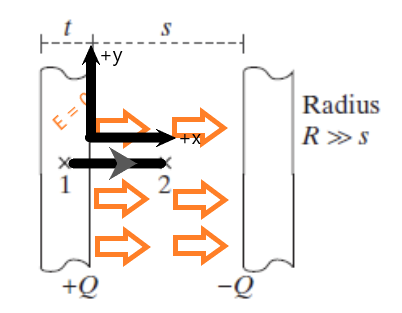 t s
+y
E = 0
+x
Radius
R ≫ s
1 2
+Q −Q